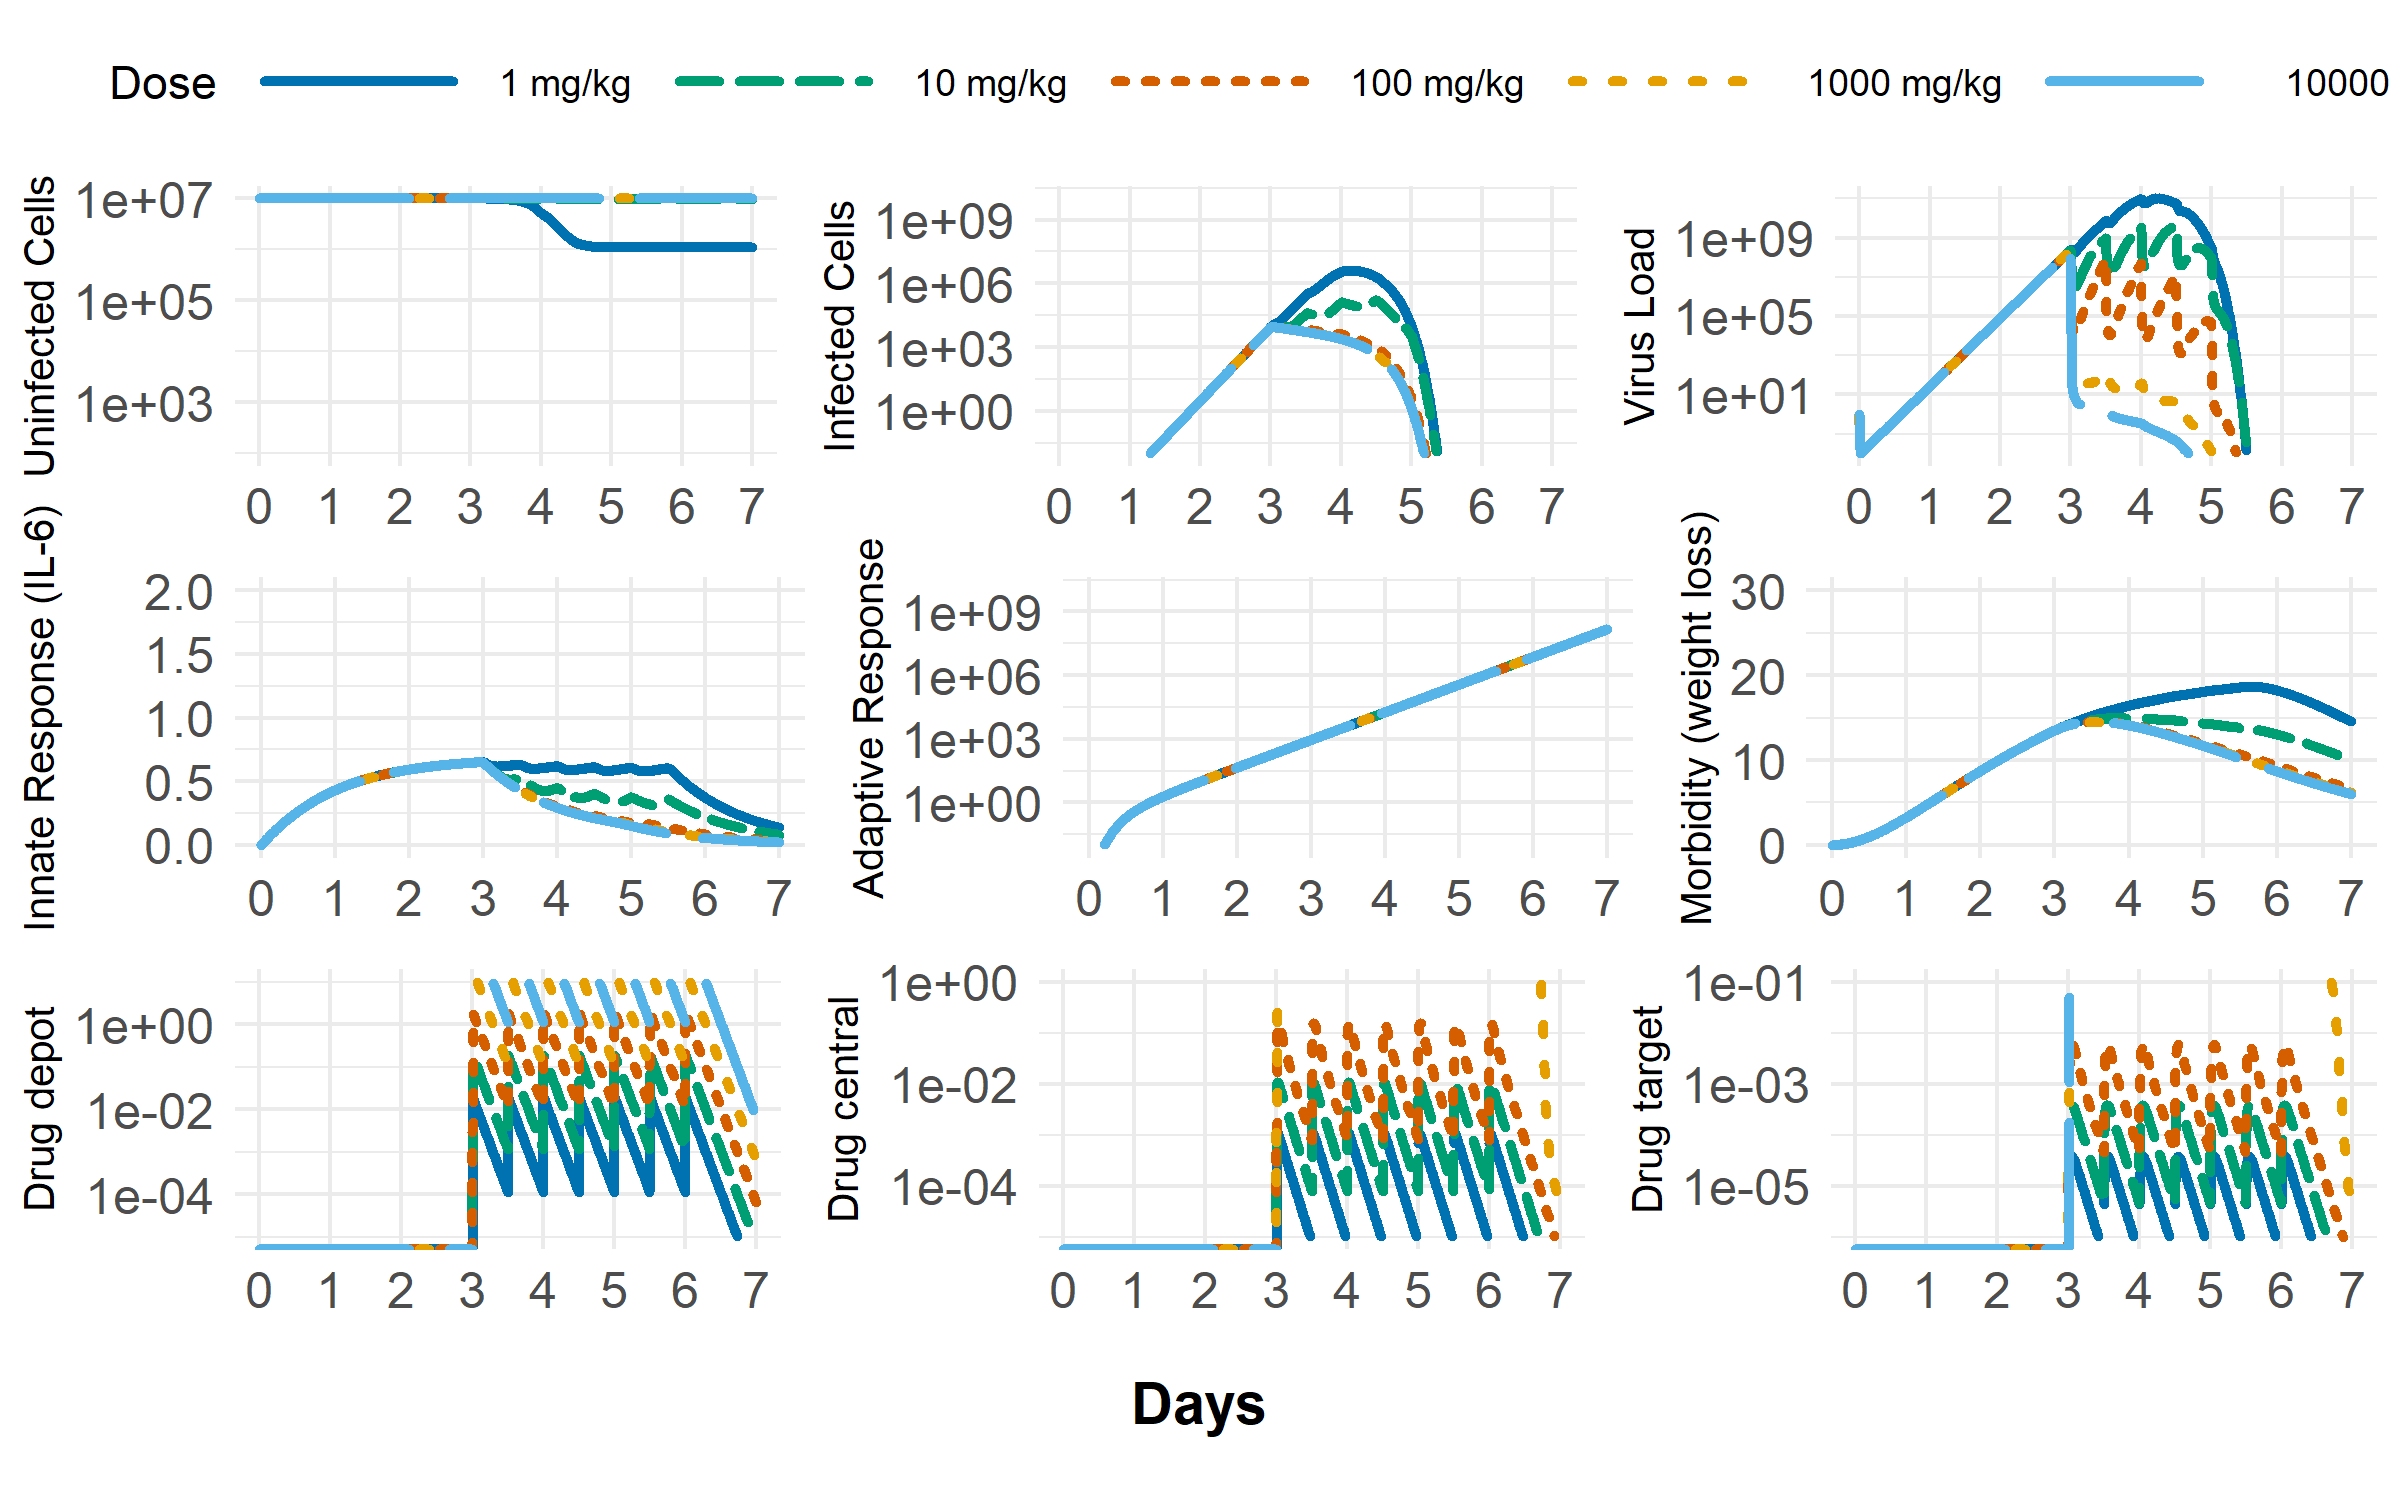 Dose 1 mg/kg 10 mg/kg 100 mg/kg 1000 mg/kg 10000
Uninfected Cells
1e+07
1e+05
1e+03
0 1 2 3 4 5 6 7
Infected Cells
1e+09
1e+06
1e+03
1e+00
0 1 2 3 4 5 6 7
Virus Load
1e+09
1e+05
1e+01
0 1 2 3 4 5 6 7
Innate Response (IL-6)
2.0
1.5
1.0
0.5
0.0
0 1 2 3 4 5 6 7
Adaptive Response
1e+09
1e+06
1e+03
1e+00
0 1 2 3 4 5 6 7
Morbidity (weight loss)
30
20
10
0
0 1 2 3 4 5 6 7
Drug depot
1e+00
1e-02
1e-04
0 1 2 3 4 5 6 7
Drug central
1e+00
1e-02
1e-04
0 1 2 3 4 5 6 7
Drug target
1e-01
1e-03
1e-05
0 1 2 3 4 5 6 7
Days